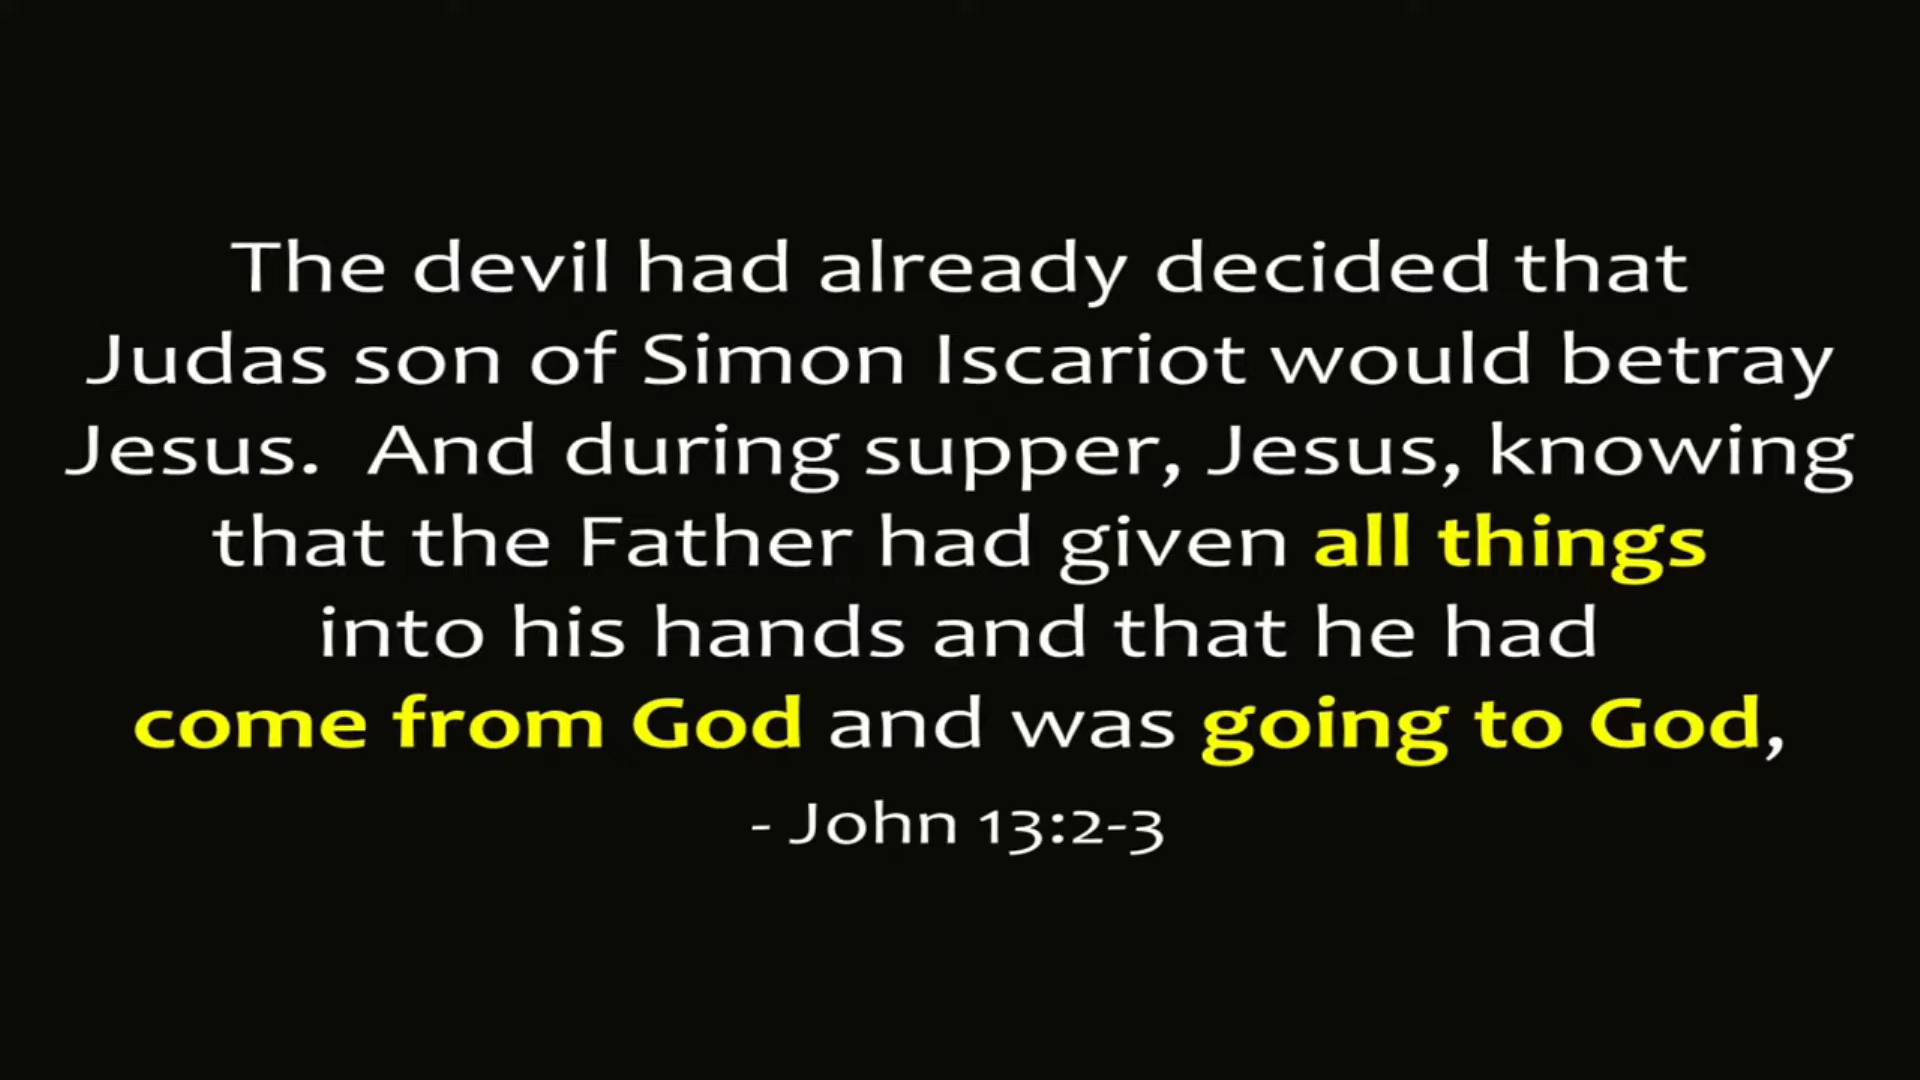 The devil had already decided that
Judas son of Simon Iscariot would betray
Jesus.  And during supper, Jesus, knowing
that the Father had given all things
into his hands and that he had
come from God and was going to God,
- John 13:2-3